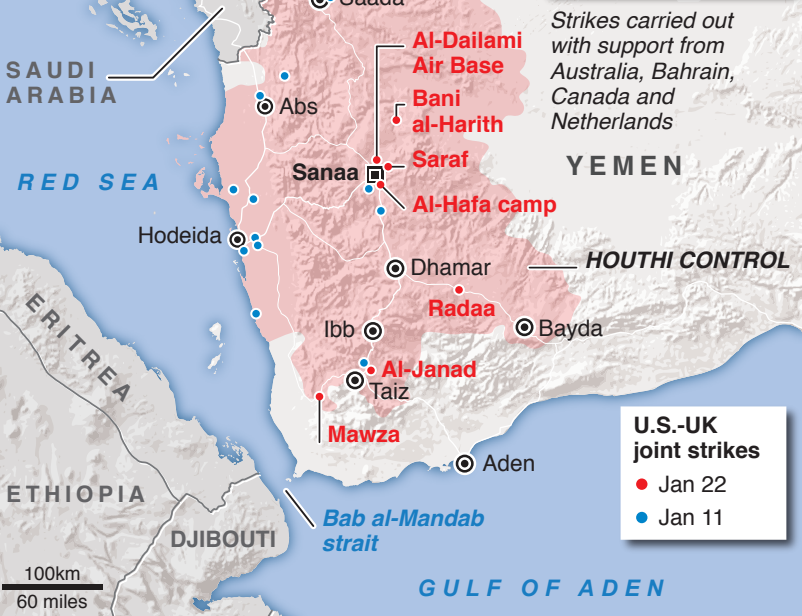 Saada
Al-Dailami
Air Base
Strikes carried out
with support from
Australia, Bahrain,
Canada and
Netherlands
SAUDI
ARABIA
Abs
Bani
al-Harith
Sanaa
Saraf
YEMEN
RED SEA
Al-Hafa camp
Hodeida
Dhamar
HOUTHI CONTROL
Radaa
ERITREA
Ibb
Bayda
Al-Janad
Taiz
Mawza
U.S.-UK
joint strikes
Jan 22
Jan 11
Aden
ETHIOPIA
Bab al-Mandab
strait
DJIBOUTI
100km
60 miles
GULF OF ADEN